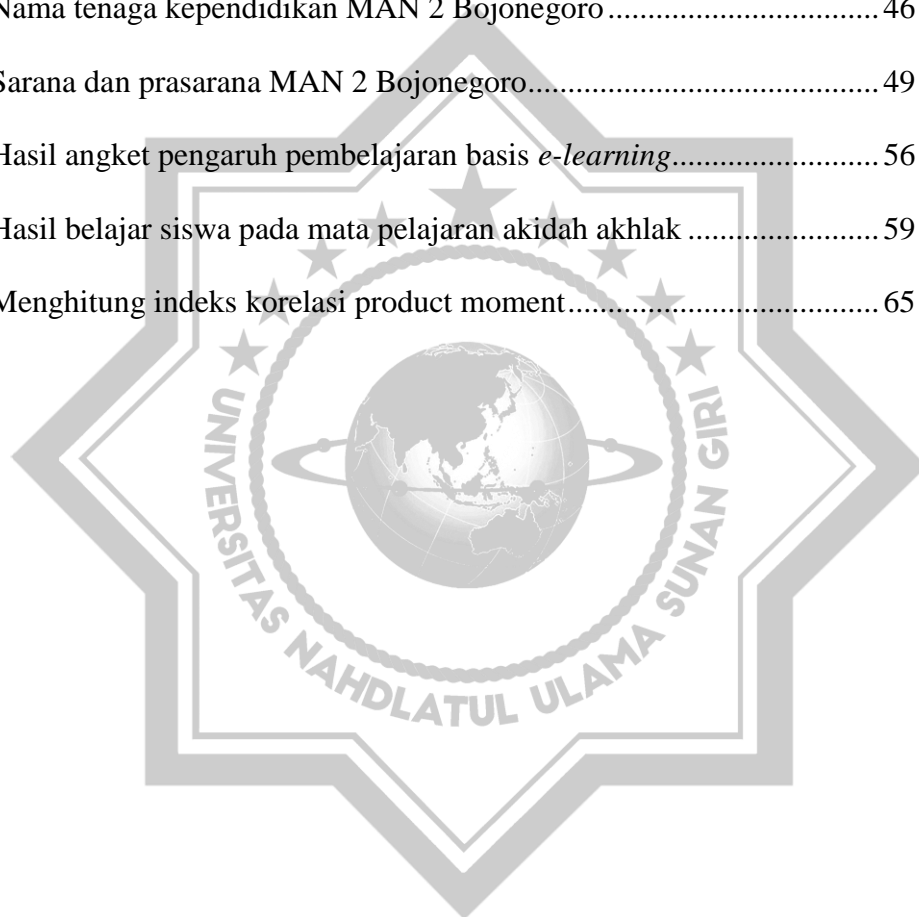 Nama tenaga kependidikan MAN 2 Bojonegoro........................................ 46
Sarana dan prasarana MAN 2 Bojonegoro.......................................... 49
Hasil angket pengaruh pembelajaran basis e-learning........................... 56
Hasil belajar siswa pada mata pelajaran akidah akhlak ....................... 59
Menghitung indeks korelasi product moment...................................... 65
UNIVERSITAS NAHDLATUL ULAMA SUNAN GIRI